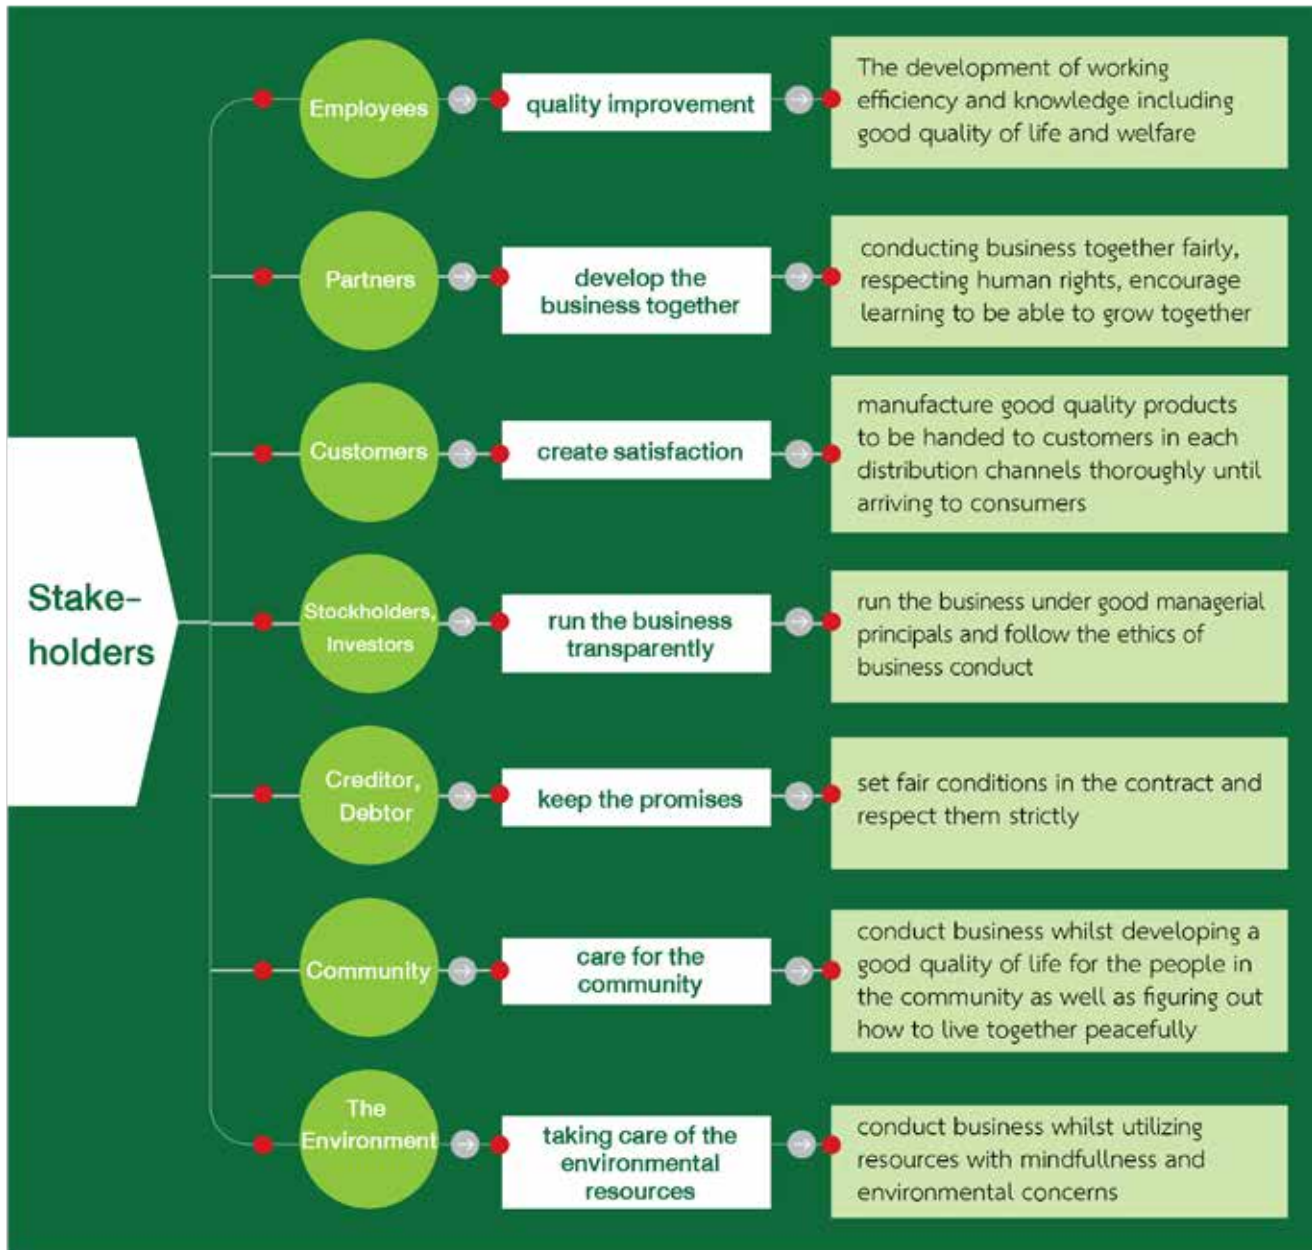 Stake-
holders
Employees
quality improvement
The development of working
efficiency and knowledge including
good quality of life and welfare
Partners
develop the
business together
conducting business together fairly,
respecting human rights, encourage
learning to be able to grow together
Customers
create satisfaction
manufacture good quality products
to be handed to customers in each
distribution channels thoroughly until
arriving to consumers
Stockholders,
Investors
run the business
transparently
run the business under good managerial
principals and follow the ethics of
business conduct
Creditor,
Debtor
keep the promises
set fair conditions in the contract and
respect them strictly
Community
care for the
community
conduct business whilst developing a
good quality of life for the people in
the community as well as figuring out
how to live together peacefully
The
Environment
taking care of the
environmental
resources
conduct business whilst utilizing
resources with mindfullness and
environmental concerns